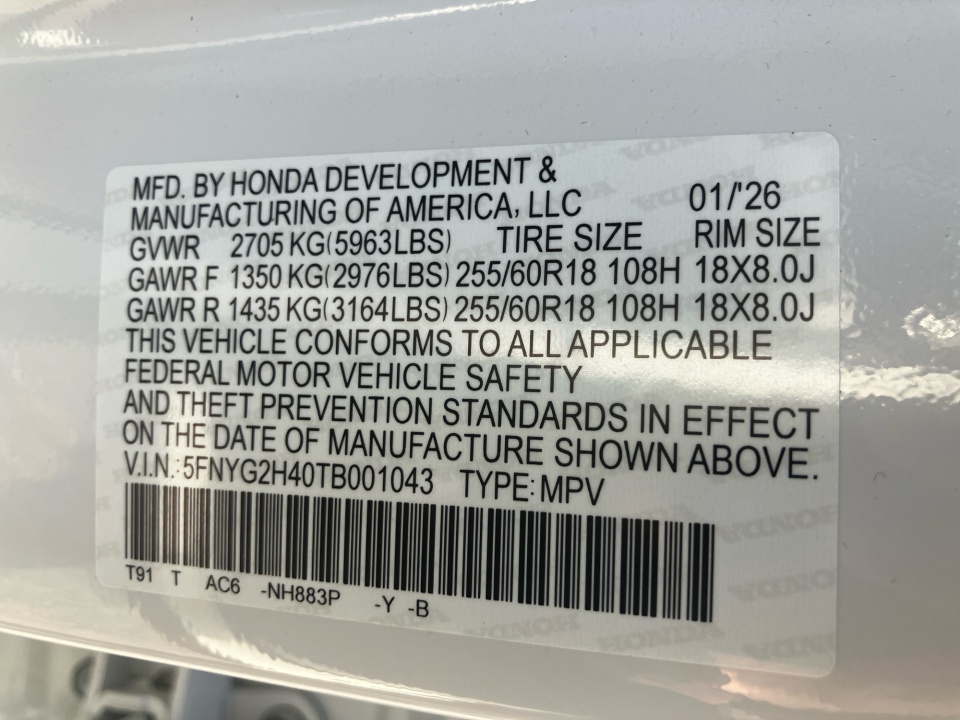 MFD. BY HONDA DEVELOPMENT &
MANUFACTURING OF AMERICA, LLC 01/'26
GVWR 2705 KG(5963LBS) TIRE SIZE RIM SIZE
GAWR F 1350 KG(2976LBS) 255/60R18 108H 18X8.0J
GAWR R 1435 KG(3164LBS) 255/60R18 108H 18X8.0J
THIS VEHICLE CONFORMS TO ALL APPLICABLE
FEDERAL MOTOR VEHICLE SAFETY
AND THEFT PREVENTION STANDARDS IN EFFECT
ON THE DATE OF MANUFACTURE SHOWN ABOVE.
V.I.N.: 5FNYG2H40TB001043 TYPE: MPV
T91 T AC6 -NH883P -Y -B